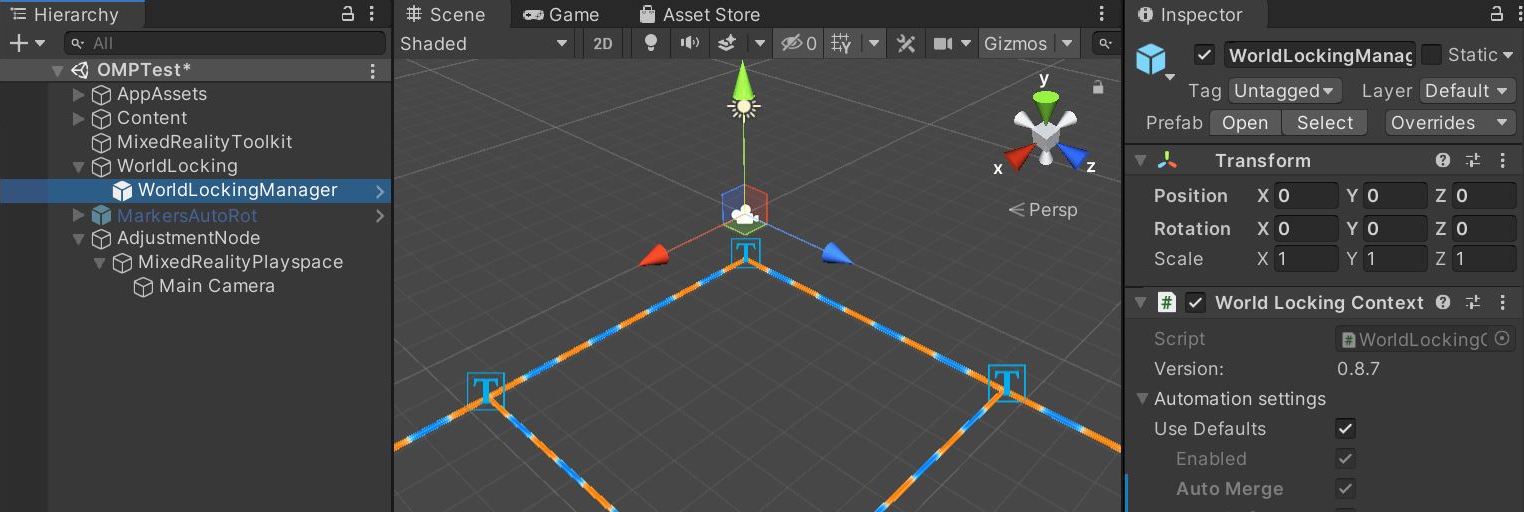 Hierarchy
All
OMPTest*
AppAssets
Content
MixedRealityToolkit
WorldLocking
WorldLockingManager
MarkersAutoRot
AdjustmentNode
MixedRealityPlayspace
Main Camera
Scene Game Asset Store
Shaded 2D 0 Gizmos
y
x z
Persp
T
T T
Inspector
WorldLockingManag Static
Tag Untagged Layer Default
Prefab Open Select Overrides
Transform
Position X 0 Y 0 Z 0
Rotation X 0 Y 0 Z 0
Scale X 1 Y 1 Z 1
# World Locking Context
Script # WorldLockingC
Version: 0.8.7
Automation settings
Use Defaults
Enabled
Auto Merge